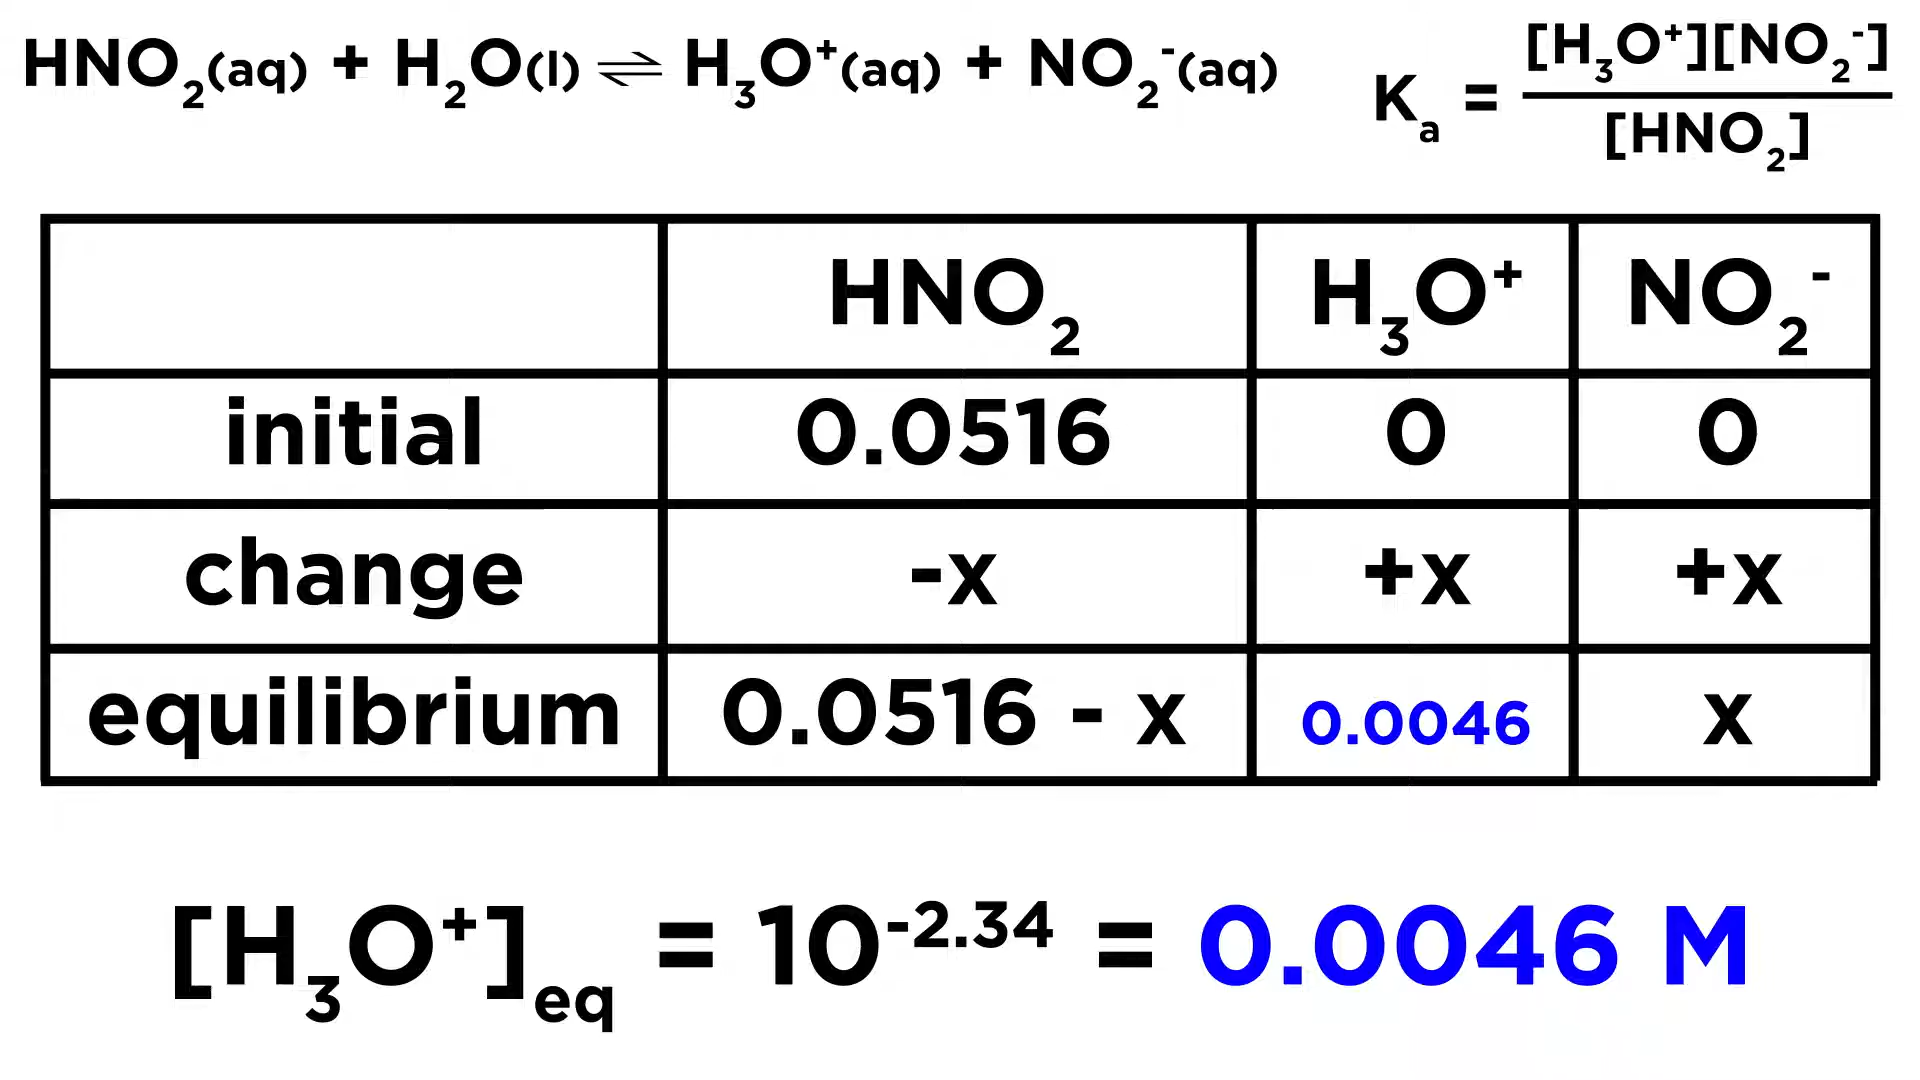 HNO₂(aq) + H₂O(l) ⇌ H₃O⁺(aq) + NO₂⁻(aq)
Kₐ = [H₃O⁺][NO₂⁻] / [HNO₂]
HNO₂ H₃O⁺ NO₂⁻
initial 0.0516 0 0
change -x +x +x
equilibrium 0.0516 - x 0.0046 x
[H₃O⁺]eq = 10⁻²·³⁴ = 0.0046 M